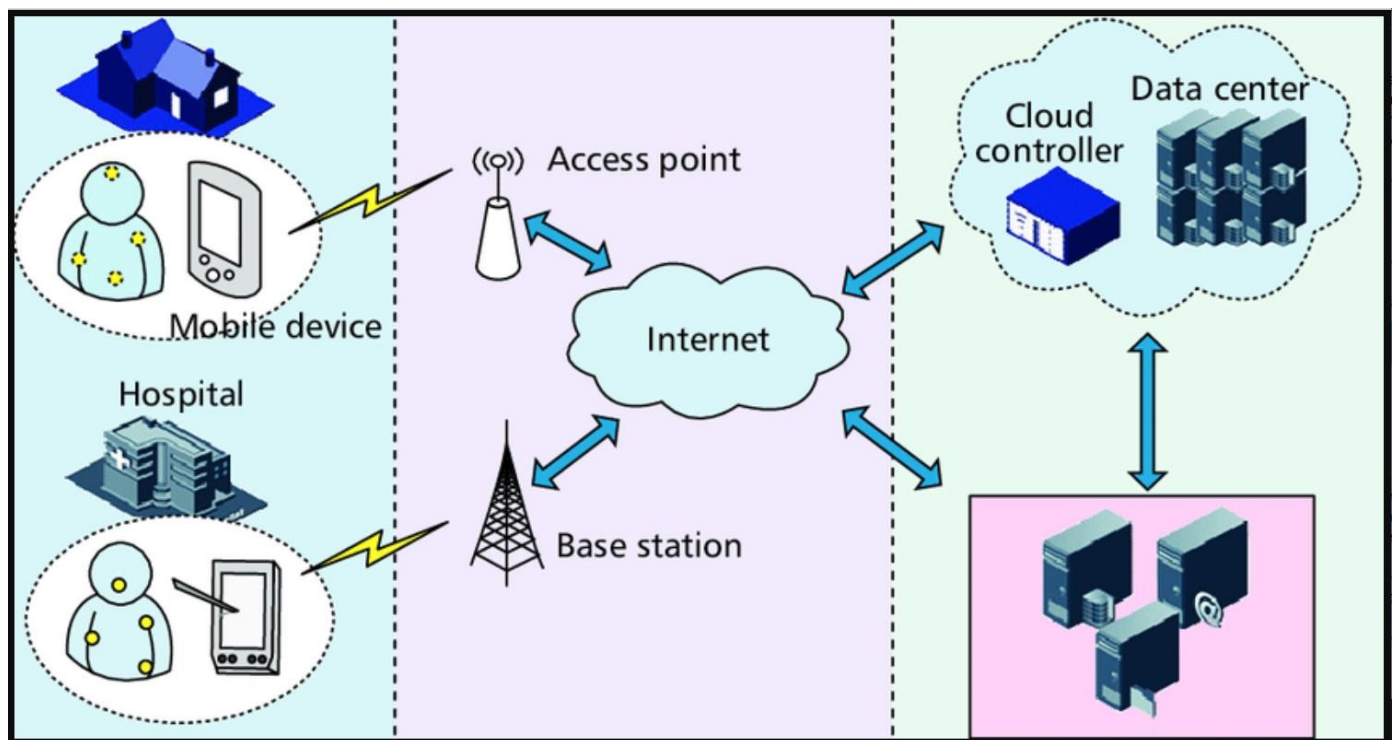 Mobile device
Hospital
Access point
Internet
Base station
Cloud
controller
Data center